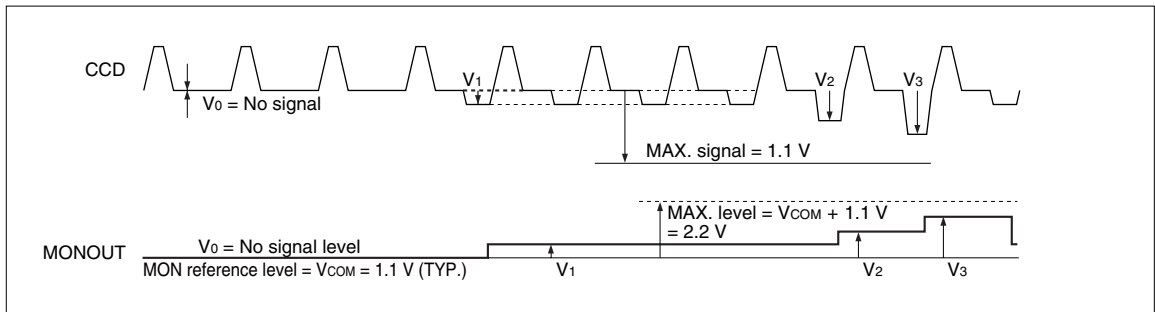 CCD
V1
V2
V3
V0 = No signal
MAX. signal = 1.1 V
MAX. level = VCOM + 1.1 V
= 2.2 V
MONOUT
V0 = No signal level
MON reference level = VCOM = 1.1 V (TYP.)
V1
V2
V3